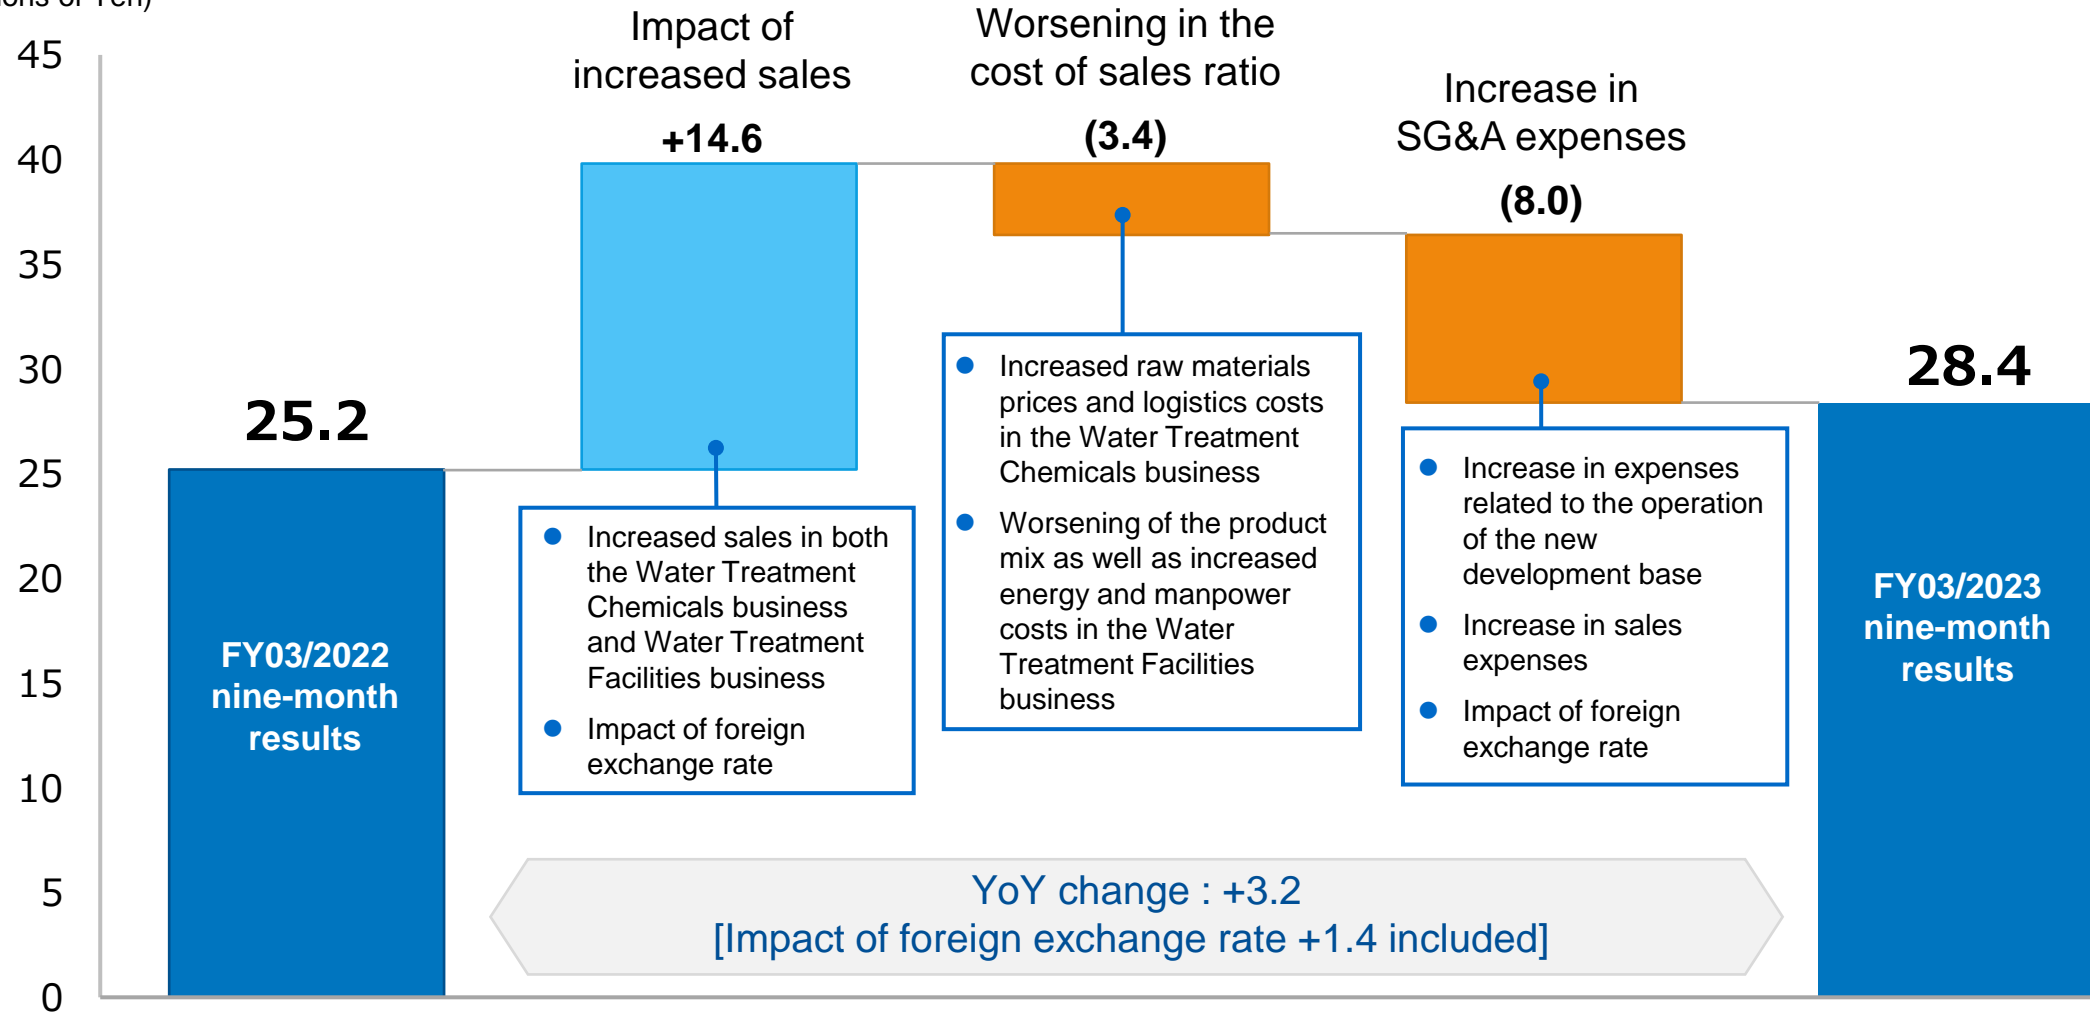 of Yen)
Impact of
increased sales
+14.6
Worsening in the
cost of sales ratio
(3.4)
Increase in
SG&A expenses
(8.0)
45
40
35
30
25
20
15
10
5
0
25.2
FY03/2022
nine-month
results
● Increased sales in both
the Water Treatment
Chemicals business
and Water Treatment
Facilities business
● Impact of foreign
exchange rate
● Increased raw materials
prices and logistics costs
in the Water Treatment
Chemicals business
● Worsening of the product
mix as well as increased
energy and manpower
costs in the Water
Treatment Facilities
business
● Increase in expenses
related to the operation
of the new
development base
● Increase in sales
expenses
● Impact of foreign
exchange rate
28.4
FY03/2023
nine-month
results
YoY change : +3.2
[Impact of foreign exchange rate +1.4 included]